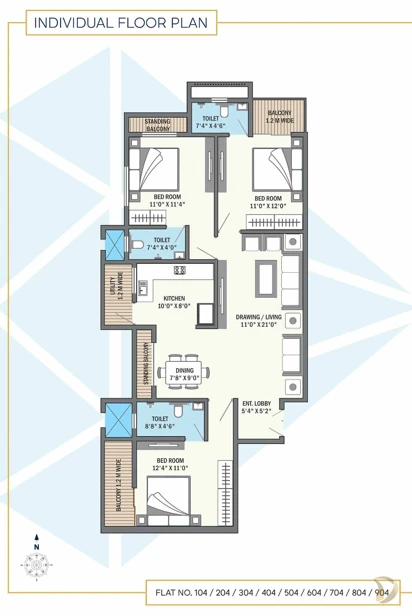 INDIVIDUAL FLOOR PLAN
TOILET
7'4" X 4'6"
BALCONY
1.2 M WIDE
STANDING
BALCONY
BED ROOM
11'0" X 11'4"
BED ROOM
11'0" X 12'0"
TOILET
7'4" X 4'0"
UTILITY
1.2 M WIDE
KITCHEN
10'0" X 8'0"
DRAWING / LIVING
11'0" X 21'0"
STANDING BALCONY
DINING
7'8" X 9'0"
ENT. LOBBY
5'4" X 5'2"
TOILET
8'8" X 4'6"
BED ROOM
12'4" X 11'0"
BALCONY 1.2 M WIDE
N
FLAT NO. 104 / 204 / 304 / 404 / 504 / 604 / 704 / 804 / 904